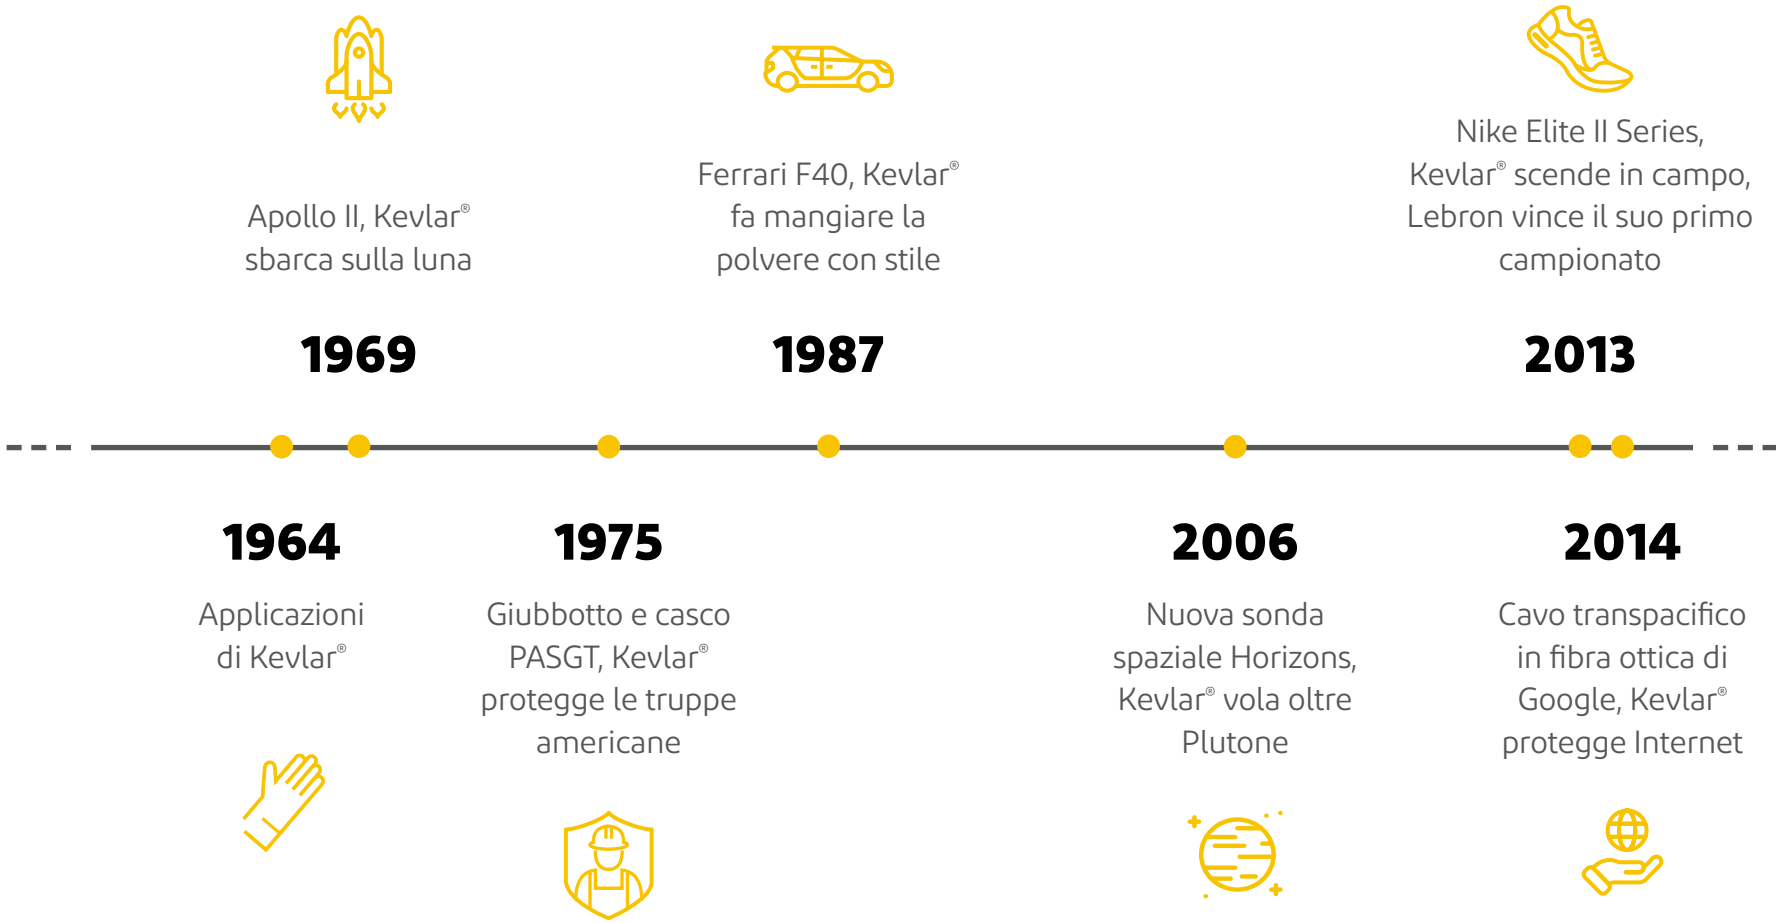 Apollo II, Kevlar®
sbarca sulla luna
1969
Ferrari F40, Kevlar®
fa mangiare la
polvere con stile
1987
Nike Elite II Series,
Kevlar® scende in campo,
Lebron vince il suo primo
campionato
2013
1964
Applicazioni
di Kevlar®
1975
Giubbotto e casco
PASGT, Kevlar®
protegge le truppe
americane
2006
Nuova sonda
spaziale Horizons,
Kevlar® vola oltre
Plutone
2014
Cavo transpacifico
in fibra ottica di
Google, Kevlar®
protegge Internet